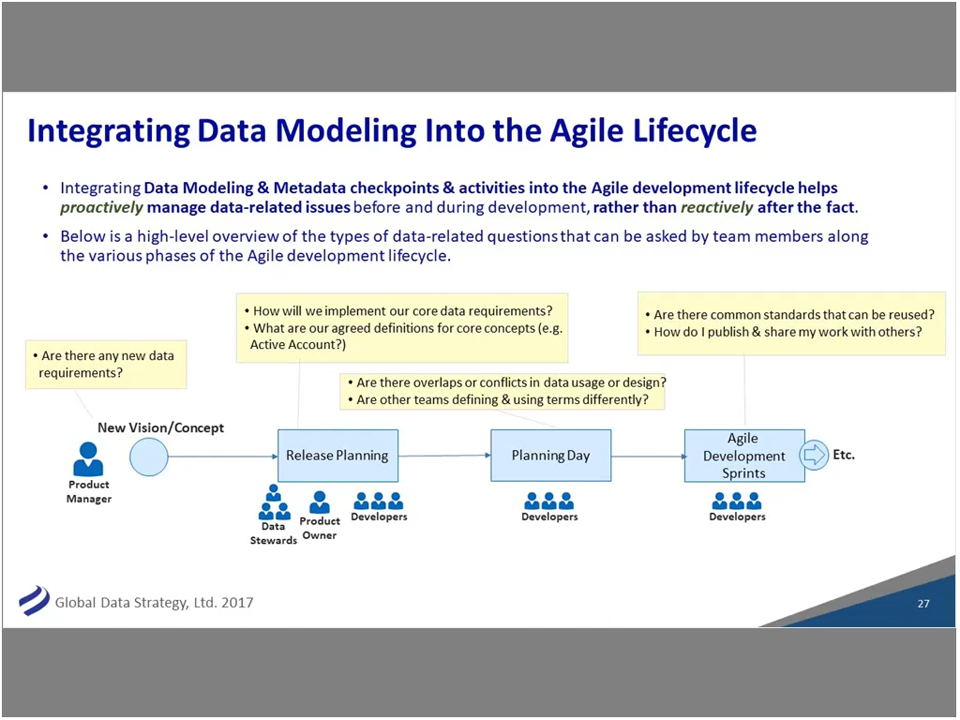 Integrating Data Modeling Into the Agile Lifecycle
• Integrating Data Modeling & Metadata checkpoints & activities into the Agile development lifecycle helps
proactively manage data-related issues before and during development, rather than reactively after the fact.
• Below is a high-level overview of the types of data-related questions that can be asked by team members along
the various phases of the Agile development lifecycle.
• Are there any new data
requirements?
• How will we implement our core data requirements?
• What are our agreed definitions for core concepts (e.g.
Active Account?)
• Are there overlaps or conflicts in data usage or design?
• Are other teams defining & using terms differently?
• Are there common standards that can be reused?
• How do I publish & share my work with others?
New Vision/Concept
Product
Manager
Release Planning
Data
Stewards
Product
Owner
Developers
Planning Day
Developers
Agile
Development
Sprints
Developers
Etc.
Global Data Strategy, Ltd. 2017
27